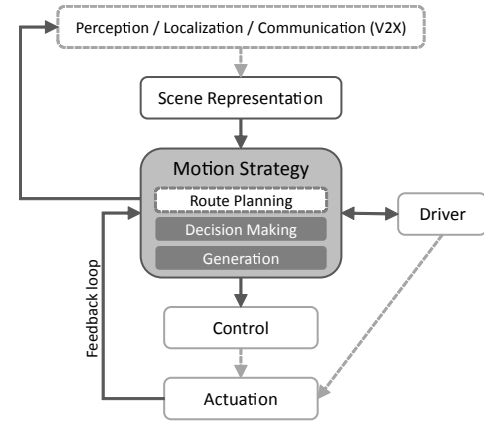 Perception / Localization / Communication (V2X)
Scene Representation
Motion Strategy
Route Planning
Decision Making
Generation
Driver
Feedback loop
Control
Actuation